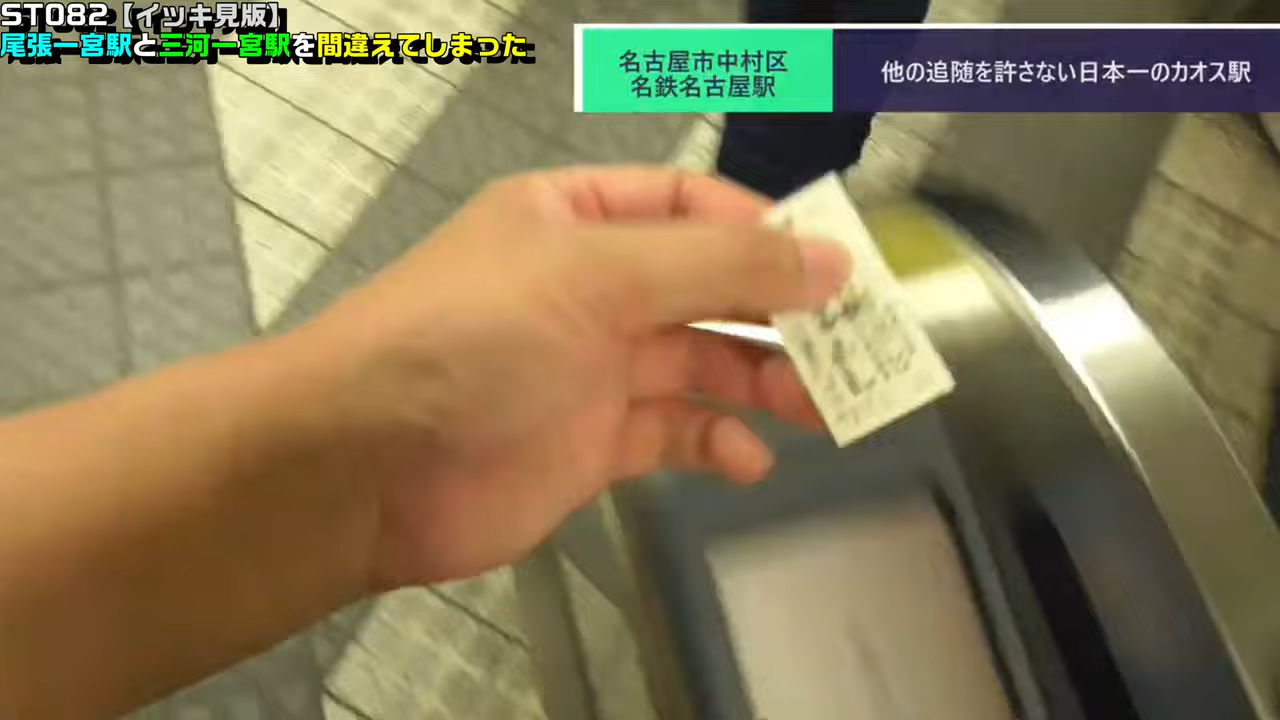 ST082【イッキ見版】
尾張一宮駅と三河一宮駅を間違えてしまった
名古屋市中村区
名鉄名古屋駅
他の追随を許さない日本一のカオス駅